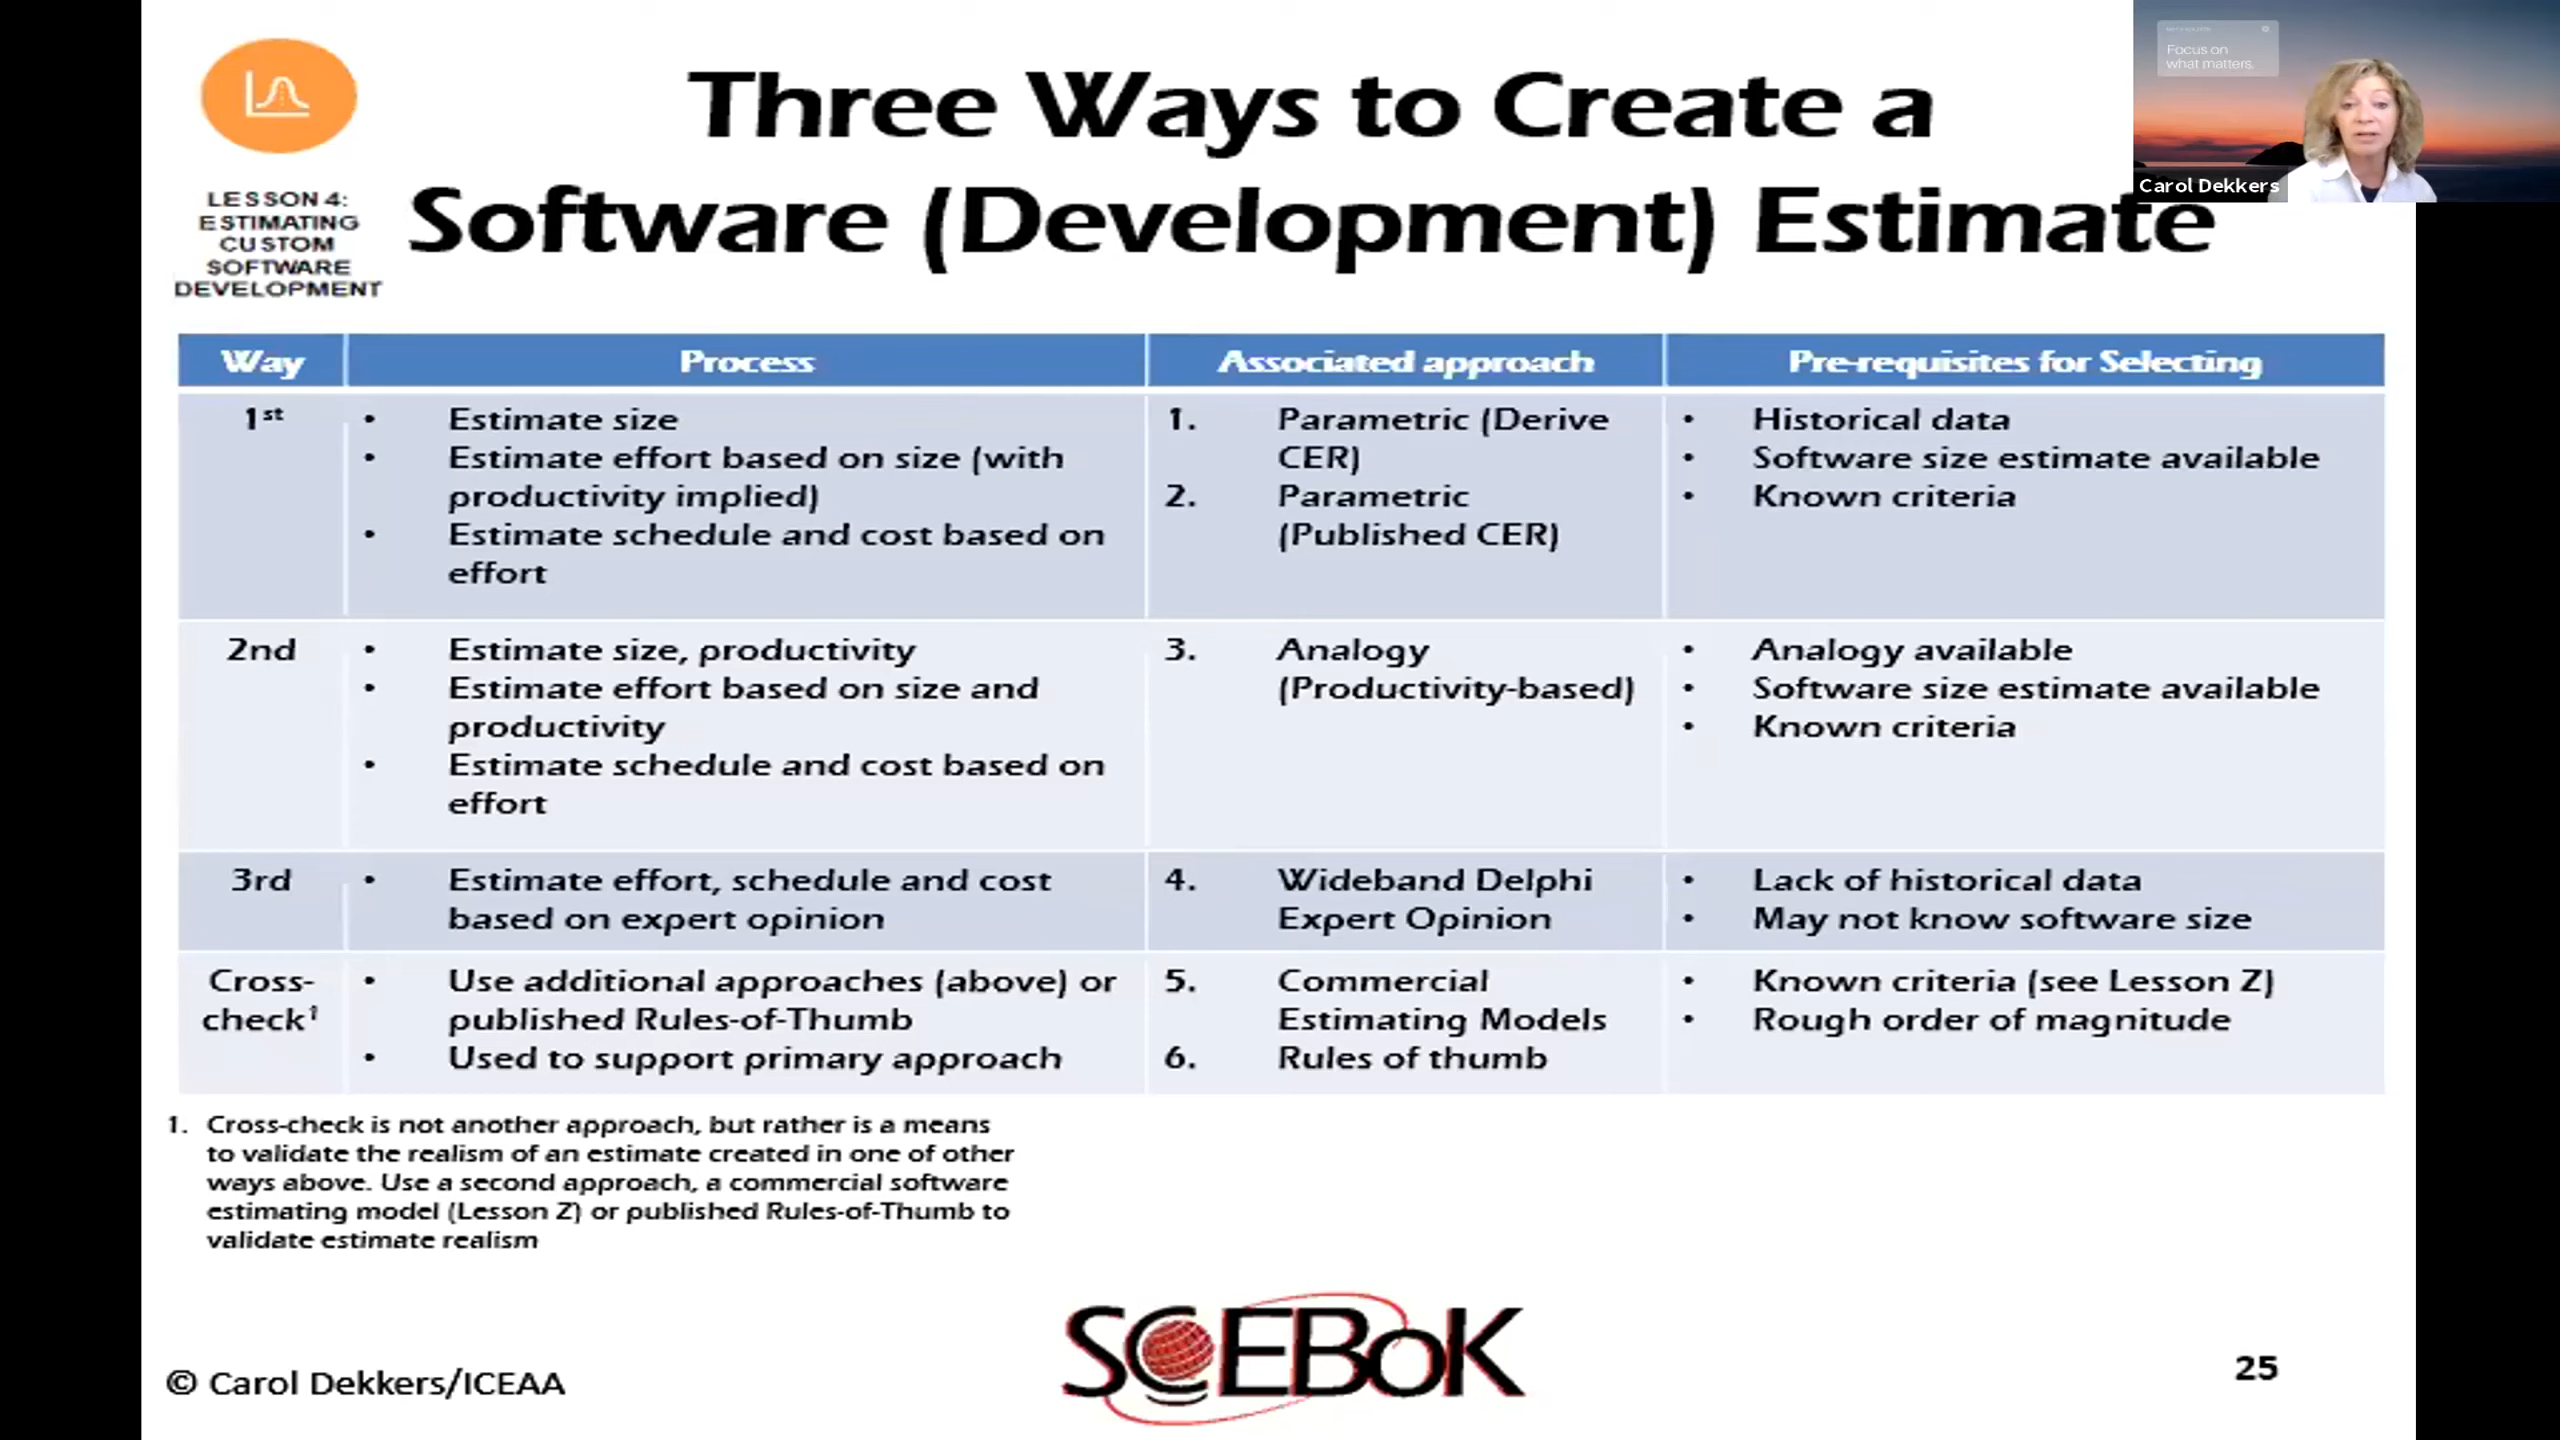 Three Ways to Create a
Software (Development) Estimate
LESSON 4:
ESTIMATING
CUSTOM
SOFTWARE
DEVELOPMENT
Focus on
what matters.
Carol Dekkers
Way Process Associated approach Pre-requisites for Selecting
1st
• Estimate size
• Estimate effort based on size (with
productivity implied)
• Estimate schedule and cost based on
effort
1. Parametric (Derive
CER)
2. Parametric
(Published CER)
• Historical data
• Software size estimate available
• Known criteria
2nd
• Estimate size, productivity
• Estimate effort based on size and
productivity
• Estimate schedule and cost based on
effort
3. Analogy
(Productivity-based)
• Analogy available
• Software size estimate available
• Known criteria
3rd
• Estimate effort, schedule and cost
based on expert opinion
4. Wideband Delphi
Expert Opinion
• Lack of historical data
• May not know software size
Cross-
check¹
• Use additional approaches (above) or
published Rules-of-Thumb
• Used to support primary approach
5. Commercial
Estimating Models
6. Rules of thumb
• Known criteria (see Lesson Z)
• Rough order of magnitude
1. Cross-check is not another approach, but rather is a means
to validate the realism of an estimate created in one of other
ways above. Use a second approach, a commercial software
estimating model (Lesson Z) or published Rules-of-Thumb to
validate estimate realism
© Carol Dekkers/ICEAA
SCEBoK
25